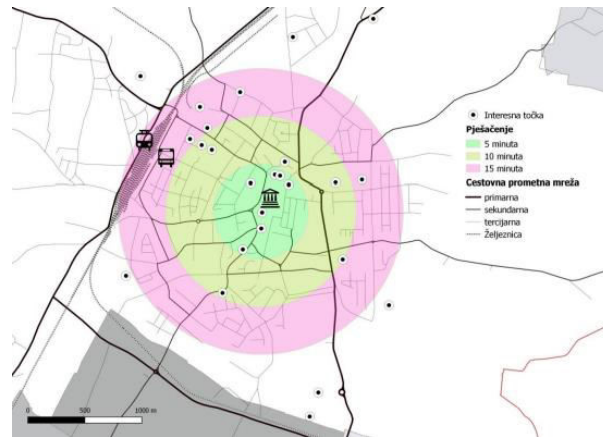 Interesna točka
Pješačenje
5 minuta
10 minuta
15 minuta
Cestovna prometna mreža
primarna
sekundarna
tercijarna
Željeznica
0 500 1000 m